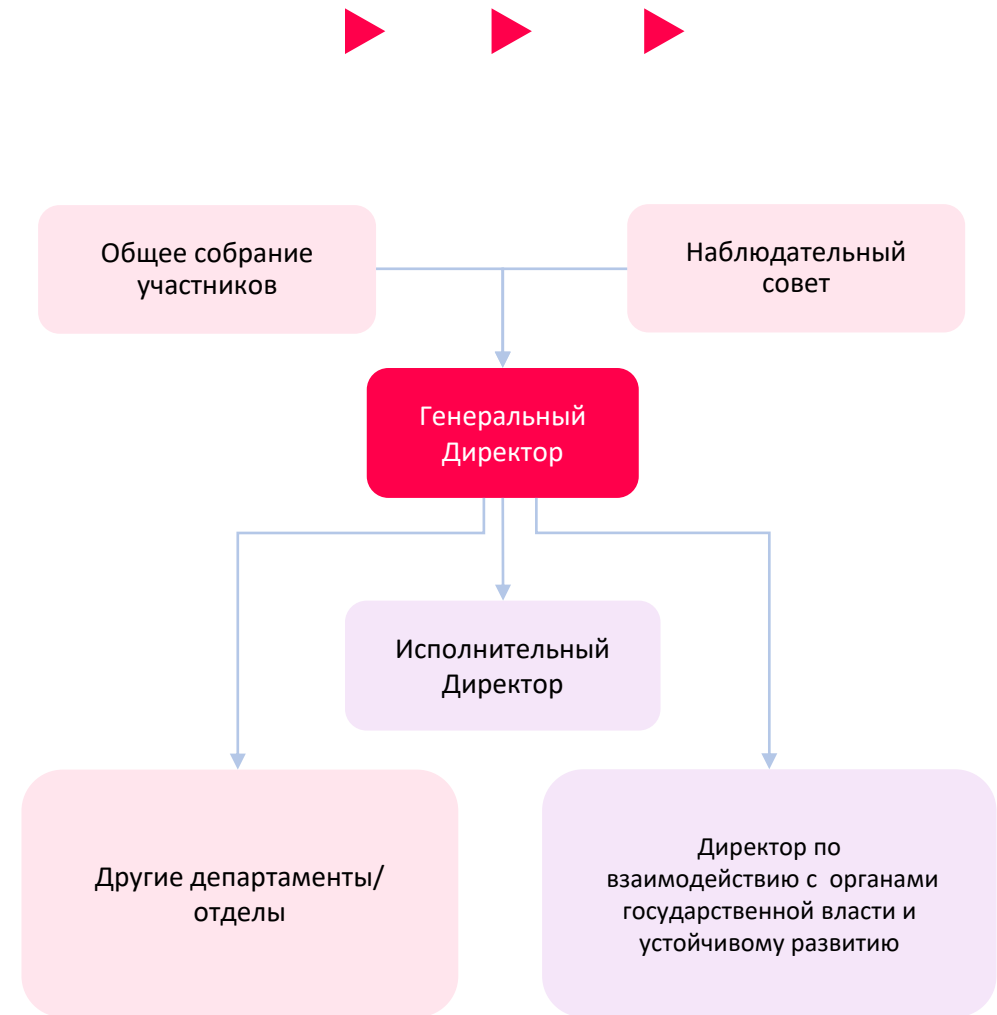 Общее собрание
участников
Наблюдательный
совет
Генеральный
Директор
Исполнительный
Директор
Другие департаменты/
отделы
Директор по
взаимодействию с  органами
государственной власти и
устойчивому развитию